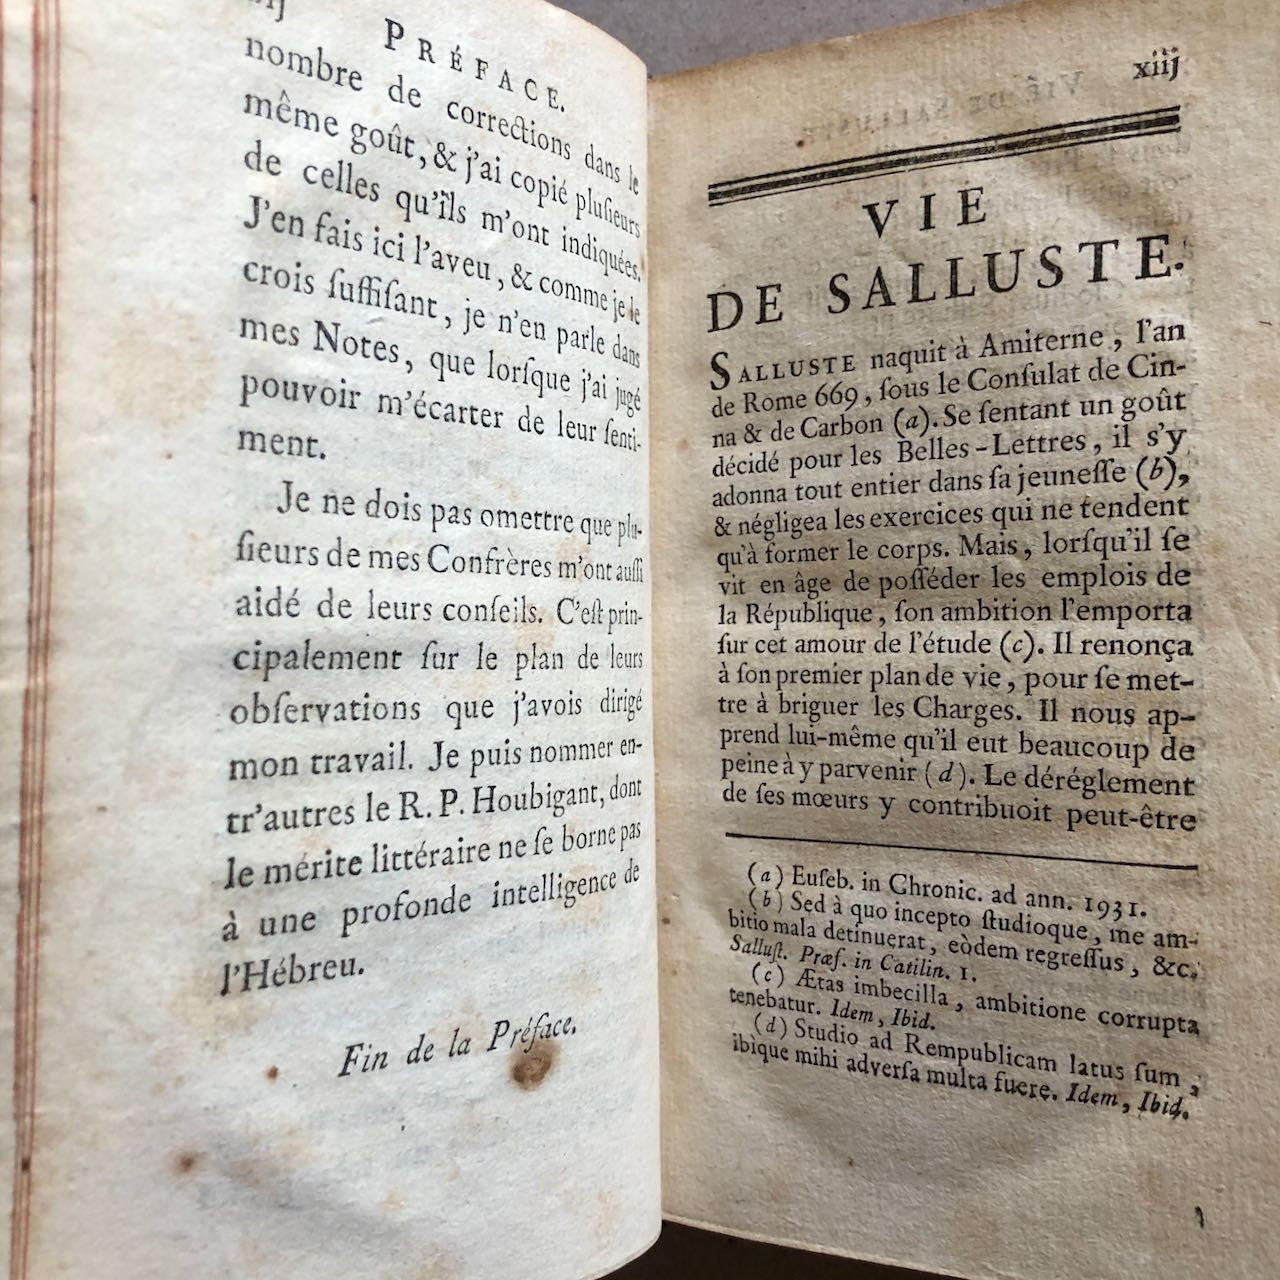 PRÉFACE.
nombre de corrections dans le
même goût, & j'ai copié pluſieurs
de celles qu'ils m'ont indiquées.
J'en fais ici l'aveu, & comme je le
crois ſuffiſant, je n'en parle dans
mes Notes, que lorſque j'ai jugé
pouvoir m'écarter de leur ſenti-
ment.
Je ne dois pas omettre que plu-
ſieurs de mes Confrères m'ont auſſi
aidé de leurs conſeils. C'eſt prin-
cipalement ſur le plan de leurs
obſervations que j'avois dirigé
mon travail. Je puis nommer en-
tr'autres le R. P. Houbigant, dont
le mérite littéraire ne ſe borne pas
à une profonde intelligence de
l'Hébreu.
Fin de la Préface.
xiij
VIE
DE SALLUSTE.
SALLUSTE naquit à Amiterne, l'an
de Rome 669, ſous le Conſulat de Cin-
na & de Carbon (a). Se ſentant un goût
décidé pour les Belles-Lettres, il s'y
adonna tout entier dans ſa jeuneſſe (b),
& négligea les exercices qui ne tendent
qu'à former le corps. Mais, lorſqu'il ſe
vit en âge de poſſéder les emplois de
la République, ſon ambition l'emporta
ſur cet amour de l'étude (c). Il renonça
à ſon premier plan de vie, pour ſe met-
tre à briguer les Charges. Il nous ap-
prend lui-même qu'il eut beaucoup de
peine à y parvenir (d). Le déréglement
de ſes mœurs y contribuoit peut-être
(a) Euſeb. in Chronic. ad ann. 1931.
(b) Sed à quo incepto ſtudioque, me am-
bitio mala detinuerat, eòdem regreſſus, &c.
Salluſt. Præf. in Catilin. 1.
(c) Ætas imbecilla, ambitione corrupta
tenebatur. Idem, Ibid.
(d) Studio ad Rempublicam latus ſum,
ibique mihi adverſa multa fuere. Idem, Ibid.